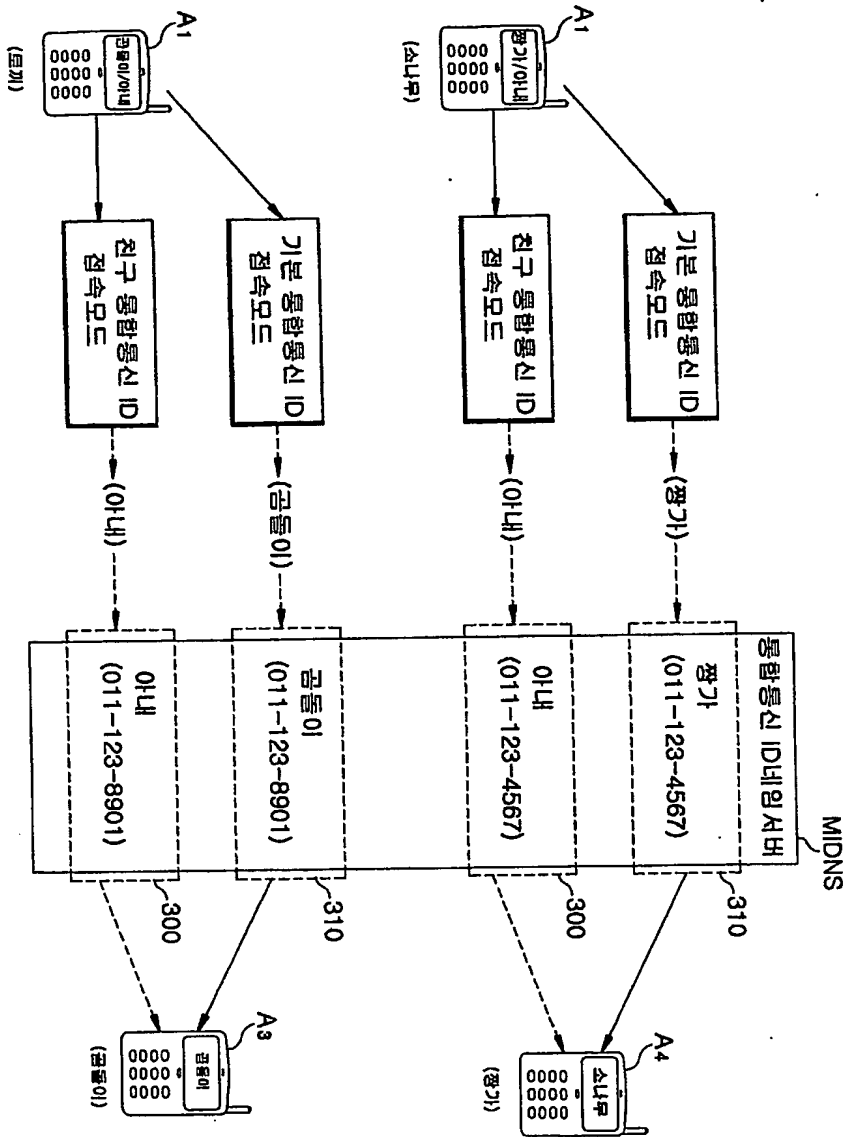 MIDNS
통합통신 ID네임서버
A1
짱가/아내
(소나무)
기본 통합통신 ID
접속모드
(짱가)
짱가
(011-123-4567)
310
친구 통합통신 ID
접속모드
(아내)
아내
(011-123-4567)
300
A4
소나무
(짱가)
A1
곰돌이/아내
(토끼)
기본 통합통신 ID
접속모드
(곰돌이)
곰돌이
(011-123-8901)
310
친구 통합통신 ID
접속모드
(아내)
아내
(011-123-8901)
300
A3
곰돌이
(곰돌이)